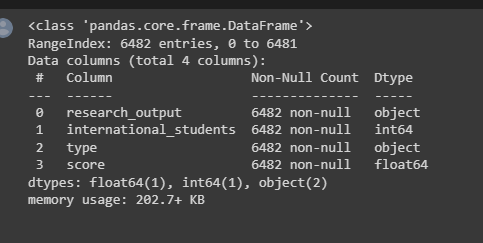 <class 'pandas.core.frame.DataFrame'>
RangeIndex: 6482 entries, 0 to 6481
Data columns (total 4 columns):
 #   Column                  Non-Null Count  Dtype
---  ------                  --------------  -----
 0   research_output         6482 non-null   object
 1   international_students  6482 non-null   int64
 2   type                    6482 non-null   object
 3   score                   6482 non-null   float64
dtypes: float64(1), int64(1), object(2)
memory usage: 202.7+ KB